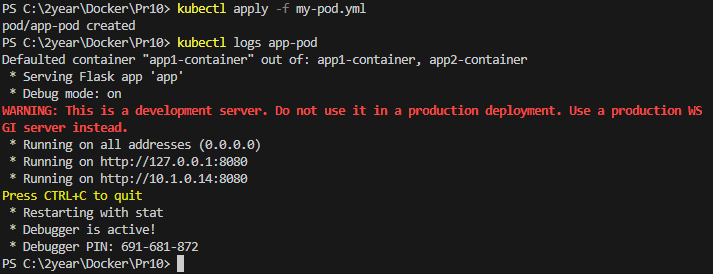 PS C:\2year\Docker\Pr10> kubectl apply -f my-pod.yml
pod/app-pod created
PS C:\2year\Docker\Pr10> kubectl logs app-pod
Defaulted container "app1-container" out of: app1-container, app2-container
 * Serving Flask app 'app'
 * Debug mode: on
WARNING: This is a development server. Do not use it in a production deployment. Use a production WS
GI server instead.
 * Running on all addresses (0.0.0.0)
 * Running on http://127.0.0.1:8080
 * Running on http://10.1.0.14:8080
Press CTRL+C to quit
 * Restarting with stat
 * Debugger is active!
 * Debugger PIN: 691-681-872
PS C:\2year\Docker\Pr10>